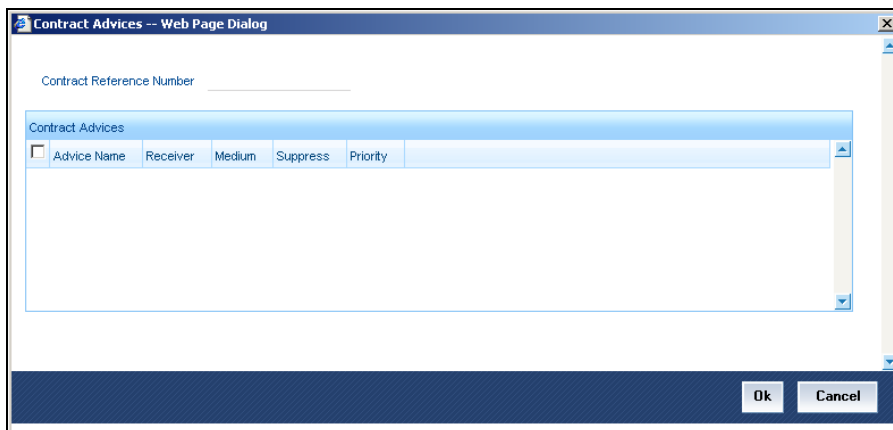 Contract Advices -- Web Page Dialog
Contract Reference Number
Contract Advices
Advice Name Receiver Medium Suppress Priority
Ok Cancel